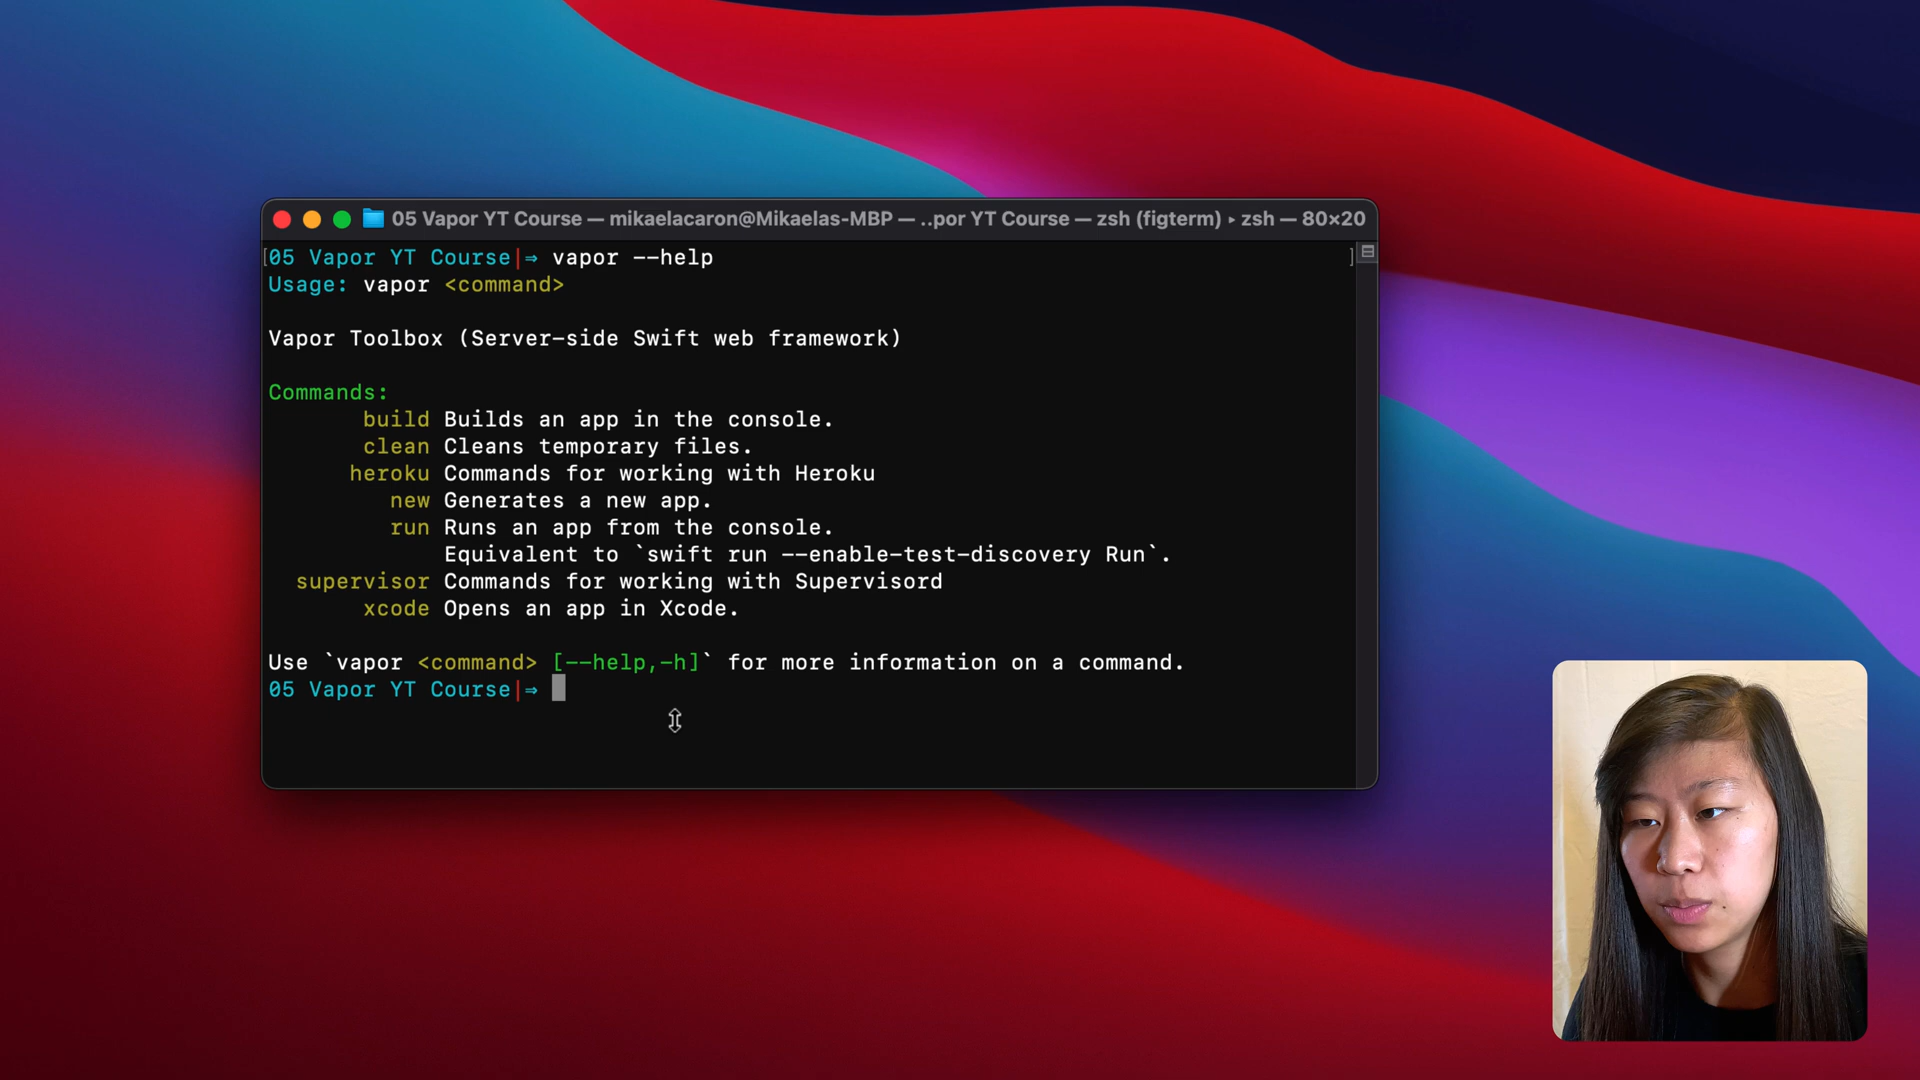 05 Vapor YT Course — mikaelacaron@Mikaelas-MBP — ..por YT Course — zsh (figterm) ▸ zsh — 80×20
[05 Vapor YT Course|⇒ vapor --help ]
Usage: vapor <command>
Vapor Toolbox (Server-side Swift web framework)
Commands:
build Builds an app in the console.
clean Cleans temporary files.
heroku Commands for working with Heroku
new Generates a new app.
run Runs an app from the console.
Equivalent to `swift run --enable-test-discovery Run`.
supervisor Commands for working with Supervisord
xcode Opens an app in Xcode.
Use `vapor <command> [--help,-h]` for more information on a command.
05 Vapor YT Course|⇒